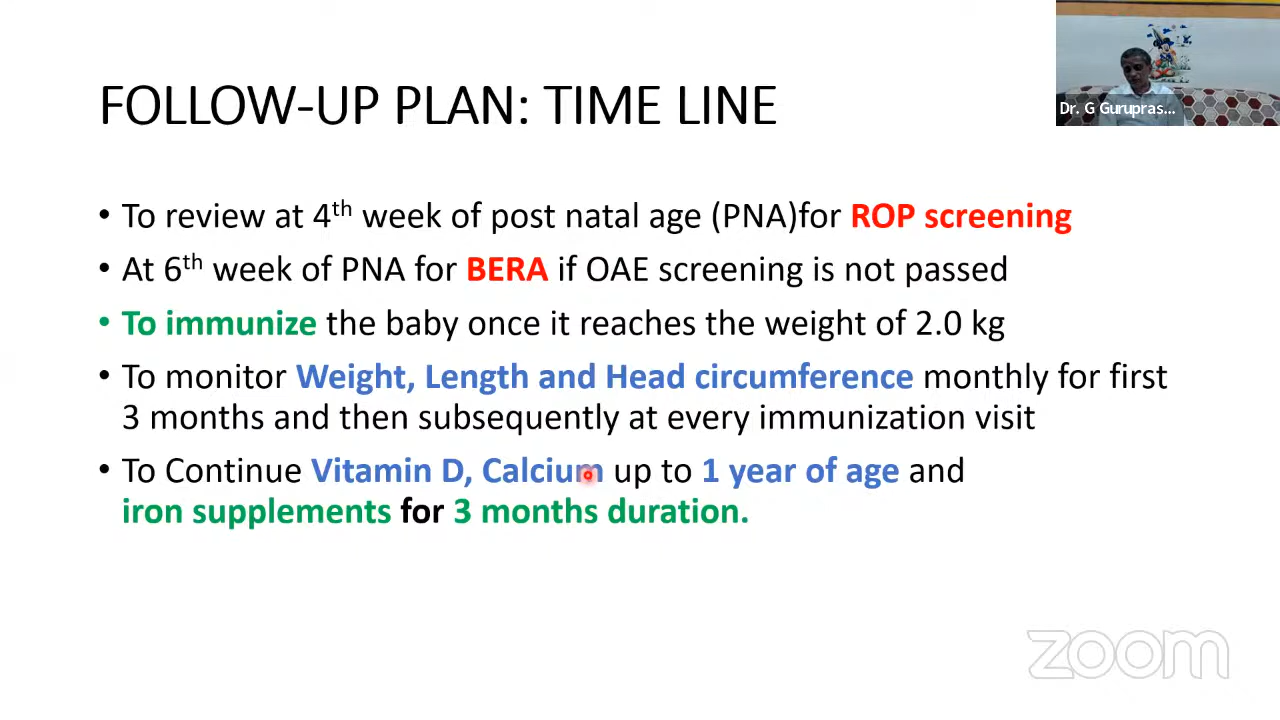 FOLLOW-UP PLAN: TIME LINE
Dr. G Gurupras...
• To review at 4th week of post natal age (PNA)for ROP screening
• At 6th week of PNA for BERA if OAE screening is not passed
• To immunize the baby once it reaches the weight of 2.0 kg
• To monitor Weight, Length and Head circumference monthly for first
3 months and then subsequently at every immunization visit
• To Continue Vitamin D, Calcium up to 1 year of age and
iron supplements for 3 months duration.
zoom